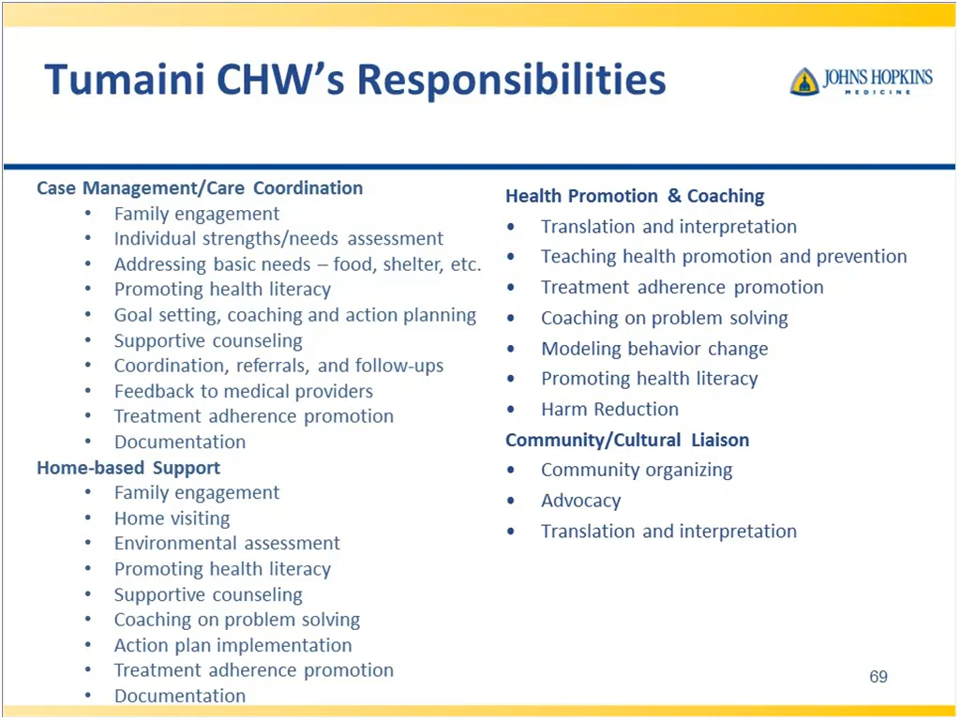 Tumaini CHW's Responsibilities
JOHNS HOPKINS
MEDICINE
Case Management/Care Coordination
• Family engagement
• Individual strengths/needs assessment
• Addressing basic needs – food, shelter, etc.
• Promoting health literacy
• Goal setting, coaching and action planning
• Supportive counseling
• Coordination, referrals, and follow-ups
• Feedback to medical providers
• Treatment adherence promotion
• Documentation
Home-based Support
• Family engagement
• Home visiting
• Environmental assessment
• Promoting health literacy
• Supportive counseling
• Coaching on problem solving
• Action plan implementation
• Treatment adherence promotion
• Documentation
Health Promotion & Coaching
• Translation and interpretation
• Teaching health promotion and prevention
• Treatment adherence promotion
• Coaching on problem solving
• Modeling behavior change
• Promoting health literacy
• Harm Reduction
Community/Cultural Liaison
• Community organizing
• Advocacy
• Translation and interpretation
69